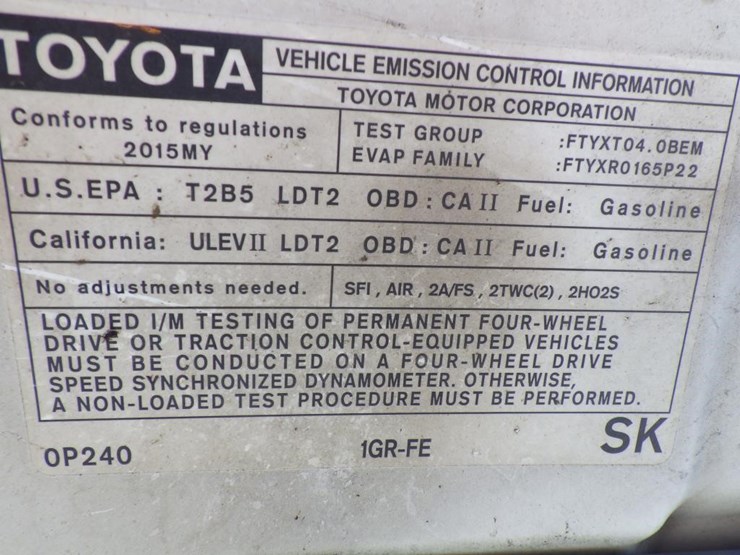 TOYOTA
VEHICLE EMISSION CONTROL INFORMATION
TOYOTA MOTOR CORPORATION
Conforms to regulations
2015MY
TEST GROUP :FTYXT04.0BEM
EVAP FAMILY :FTYXR0165P22
U.S.EPA : T2B5 LDT2 OBD : CA II Fuel: Gasoline
California: ULEV II LDT2 OBD : CA II Fuel: Gasoline
No adjustments needed.
SFI , AIR , 2A/FS , 2TWC(2) , 2HO2S
LOADED I/M TESTING OF PERMANENT FOUR-WHEEL
DRIVE OR TRACTION CONTROL-EQUIPPED VEHICLES
MUST BE CONDUCTED ON A FOUR-WHEEL DRIVE
SPEED SYNCHRONIZED DYNAMOMETER. OTHERWISE,
A NON-LOADED TEST PROCEDURE MUST BE PERFORMED.
0P240 1GR-FE SK